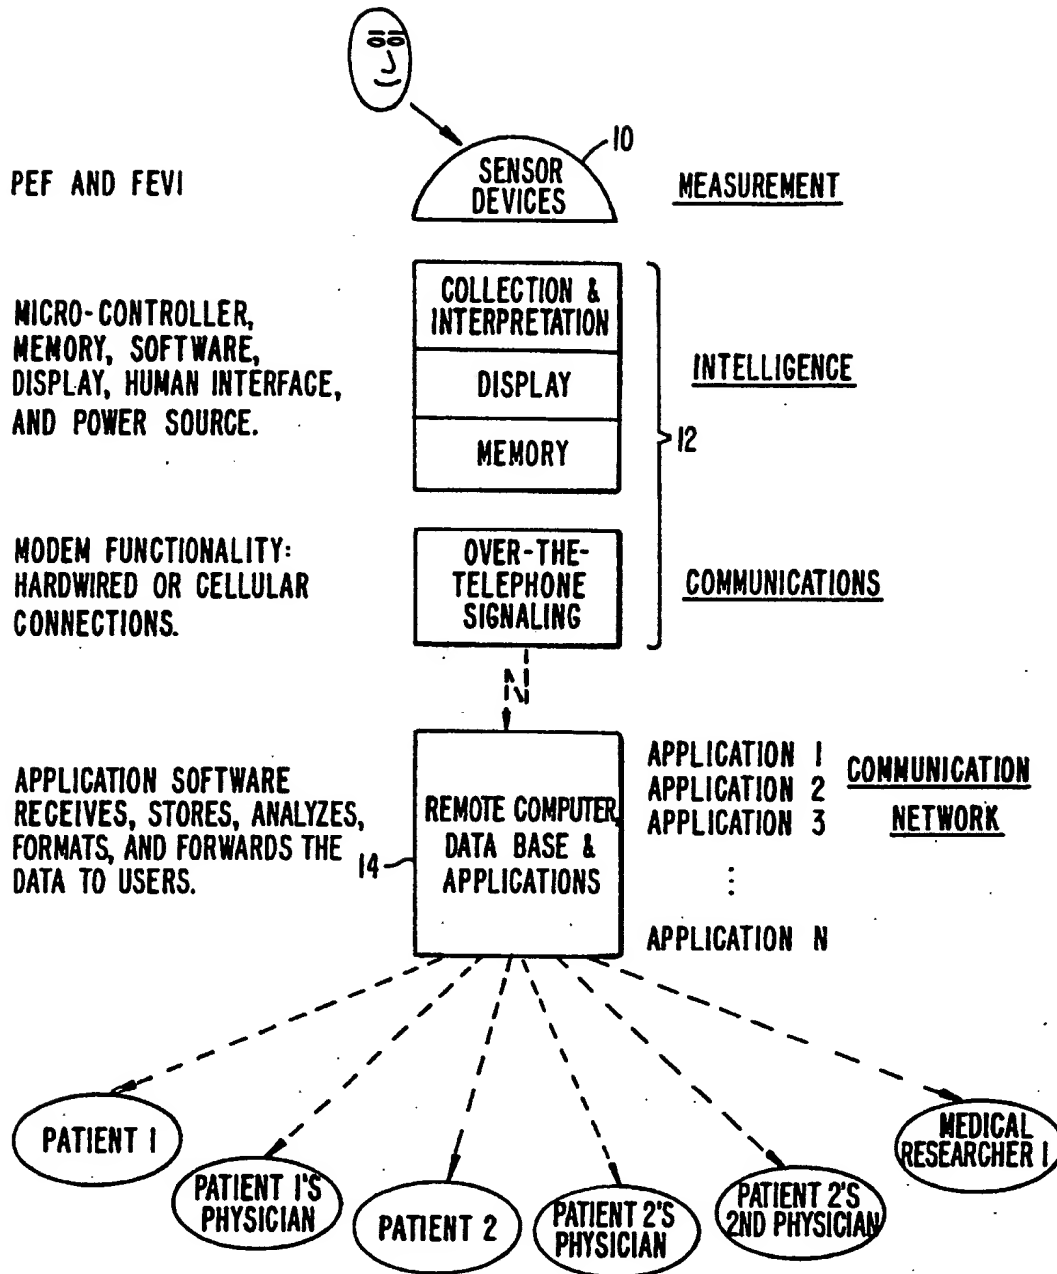 10
PEF AND FEVI
SENSOR
DEVICES
MEASUREMENT
MICRO-CONTROLLER,
MEMORY, SOFTWARE,
DISPLAY, HUMAN INTERFACE,
AND POWER SOURCE.
COLLECTION &
INTERPRETATION
DISPLAY
MEMORY
INTELLIGENCE
12
MODEM FUNCTIONALITY:
HARDWIRED OR CELLULAR
CONNECTIONS.
OVER-THE-
TELEPHONE
SIGNALING
COMMUNICATIONS
APPLICATION SOFTWARE
RECEIVES, STORES, ANALYZES,
FORMATS, AND FORWARDS THE
DATA TO USERS.
14
REMOTE COMPUTER,
DATA BASE &
APPLICATIONS
APPLICATION 1
APPLICATION 2
APPLICATION 3
⋮
APPLICATION N
COMMUNICATION
NETWORK
PATIENT 1
PATIENT 1'S
PHYSICIAN
PATIENT 2
PATIENT 2'S
PHYSICIAN
PATIENT 2'S
2ND PHYSICIAN
MEDICAL
RESEARCHER 1